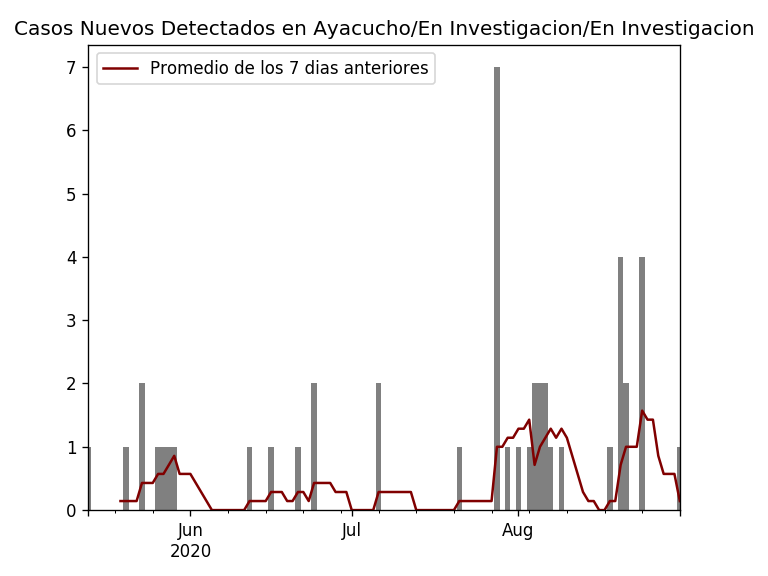 Casos Nuevos Detectados en Ayacucho/En Investigacion/En Investigacion
Promedio de los 7 dias anteriores
7
6
5
4
3
2
1
0
Jun
2020
Jul
Aug